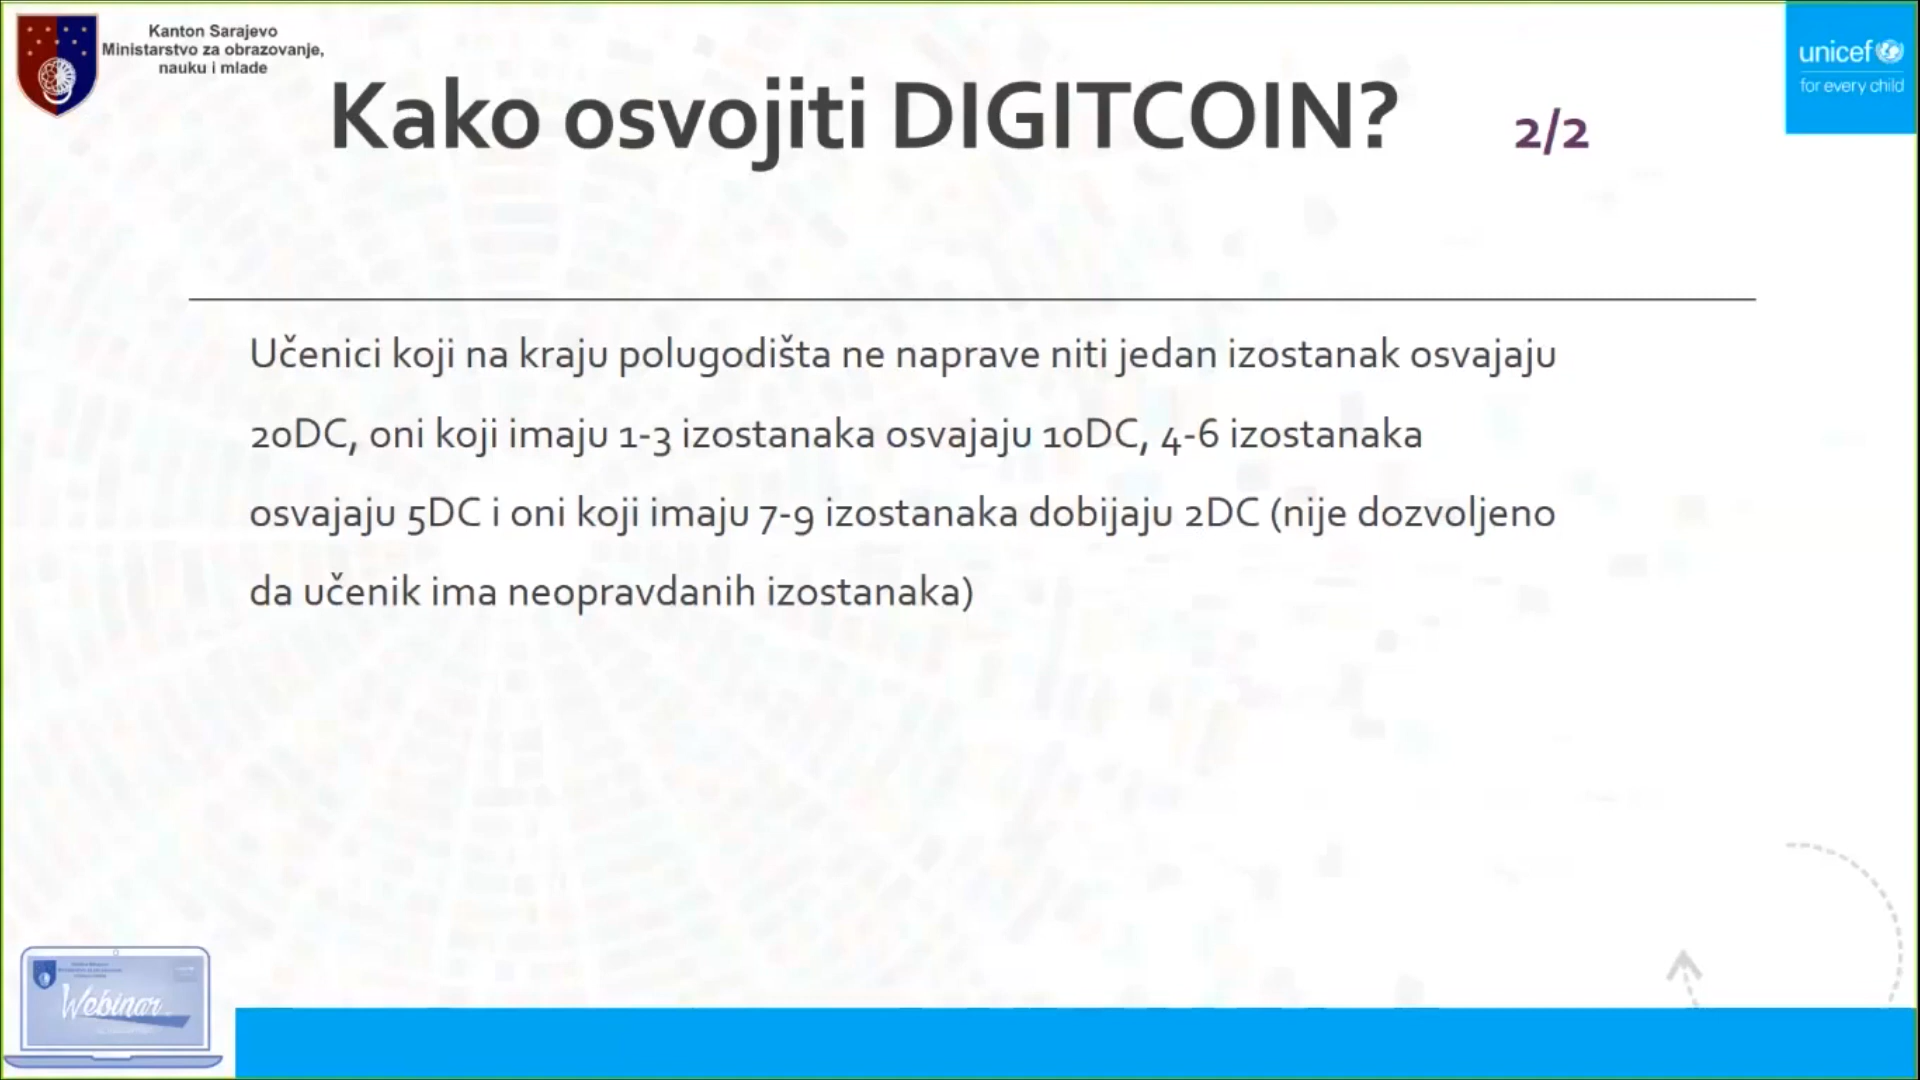 Kanton Sarajevo
Ministarstvo za obrazovanje,
nauku i mlade
unicef
for every child
Kako osvojiti DIGITCOIN?
2/2
Učenici koji na kraju polugodišta ne naprave niti jedan izostanak osvajaju
20DC, oni koji imaju 1-3 izostanaka osvajaju 10DC, 4-6 izostanaka
osvajaju 5DC i oni koji imaju 7-9 izostanaka dobijaju 2DC (nije dozvoljeno
da učenik ima neopravdanih izostanaka)
Webinar